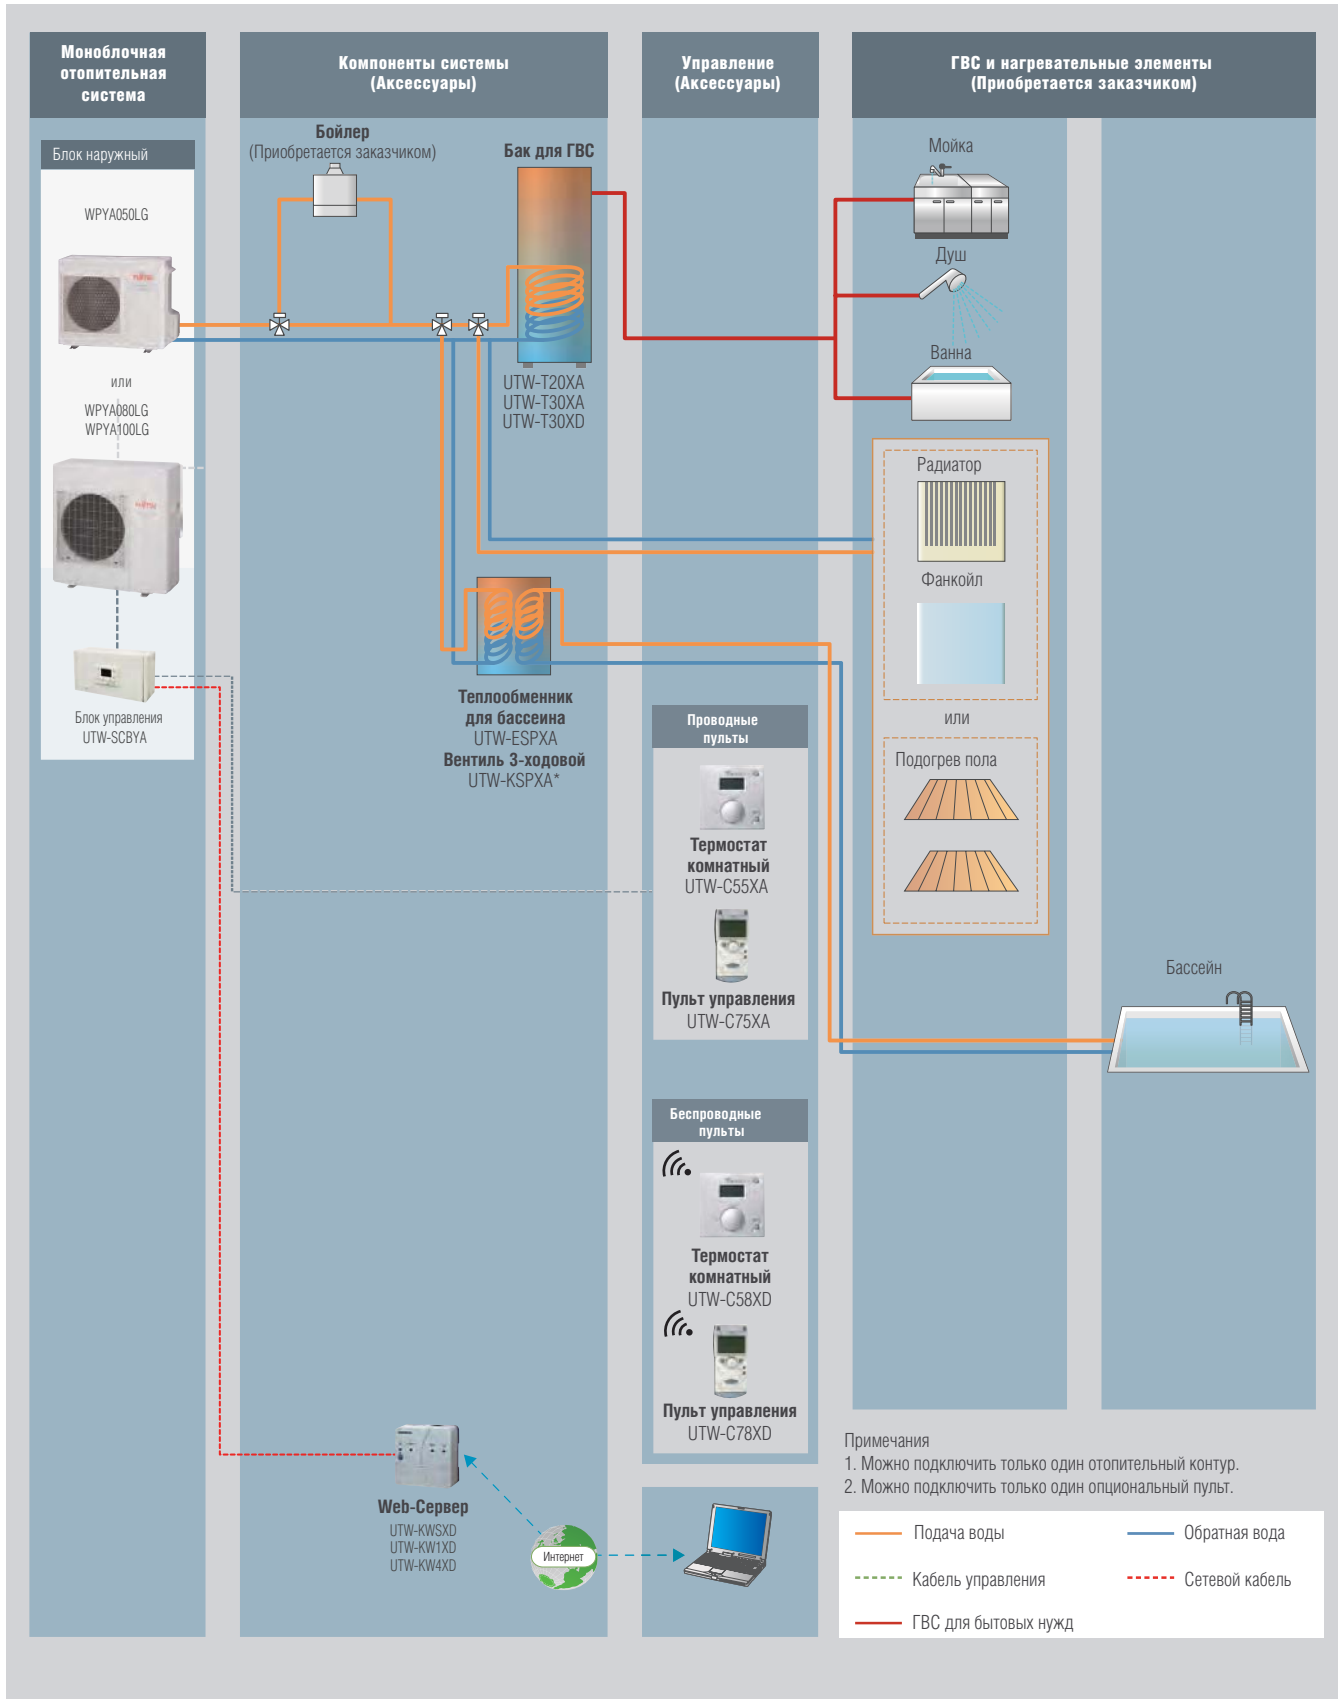 Моноблочная
отопительная
система
Компоненты системы
(Аксессуары)
Управление
(Аксессуары)
ГВС и нагревательные элементы
(Приобретается заказчиком)
Блок наружный
WPYA050LG
FUJITSU
или
WPYA080LG
WPYA100LG
FUJITSU
Блок управления
UTW-SCBYA
Бойлер
(Приобретается заказчиком)
Бак для ГВС
UTW-T20XA
UTW-T30XA
UTW-T30XD
Теплообменник
для бассеина
UTW-ESPXA
Вентиль 3-ходовой
UTW-KSPXA*
Web-Сервер
UTW-KWSXD
UTW-KW1XD
UTW-KW4XD
Интернет
Проводные
пульты
Термостат
комнатный
UTW-C55XA
Пульт управления
UTW-C75XA
Беспроводные
пульты
Термостат
комнатный
UTW-C58XD
Пульт управления
UTW-C78XD
Мойка
Душ
Ванна
Радиатор
Фанкойл
или
Подогрев пола
Бассейн
Примечания
1. Можно подключить только один отопительный контур.
2. Можно подключить только один опциональный пульт.
Подача воды
Обратная вода
Кабель управления
Сетевой кабель
ГВС для бытовых нужд